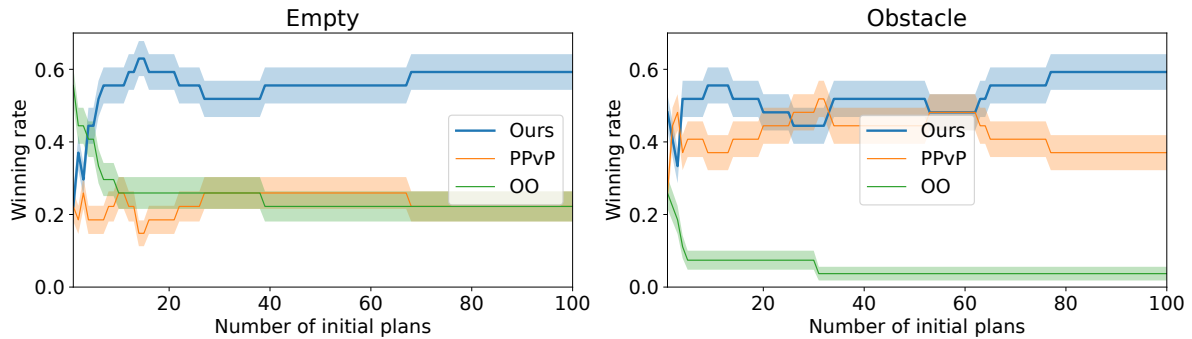 Empty
Winning rate
0.6
0.4
0.2
0.0
Ours
PPvP
OO
20
40
60
80
100
Number of initial plans
Obstacle
Winning rate
0.6
0.4
0.2
0.0
Ours
PPvP
OO
20
40
60
80
100
Number of initial plans